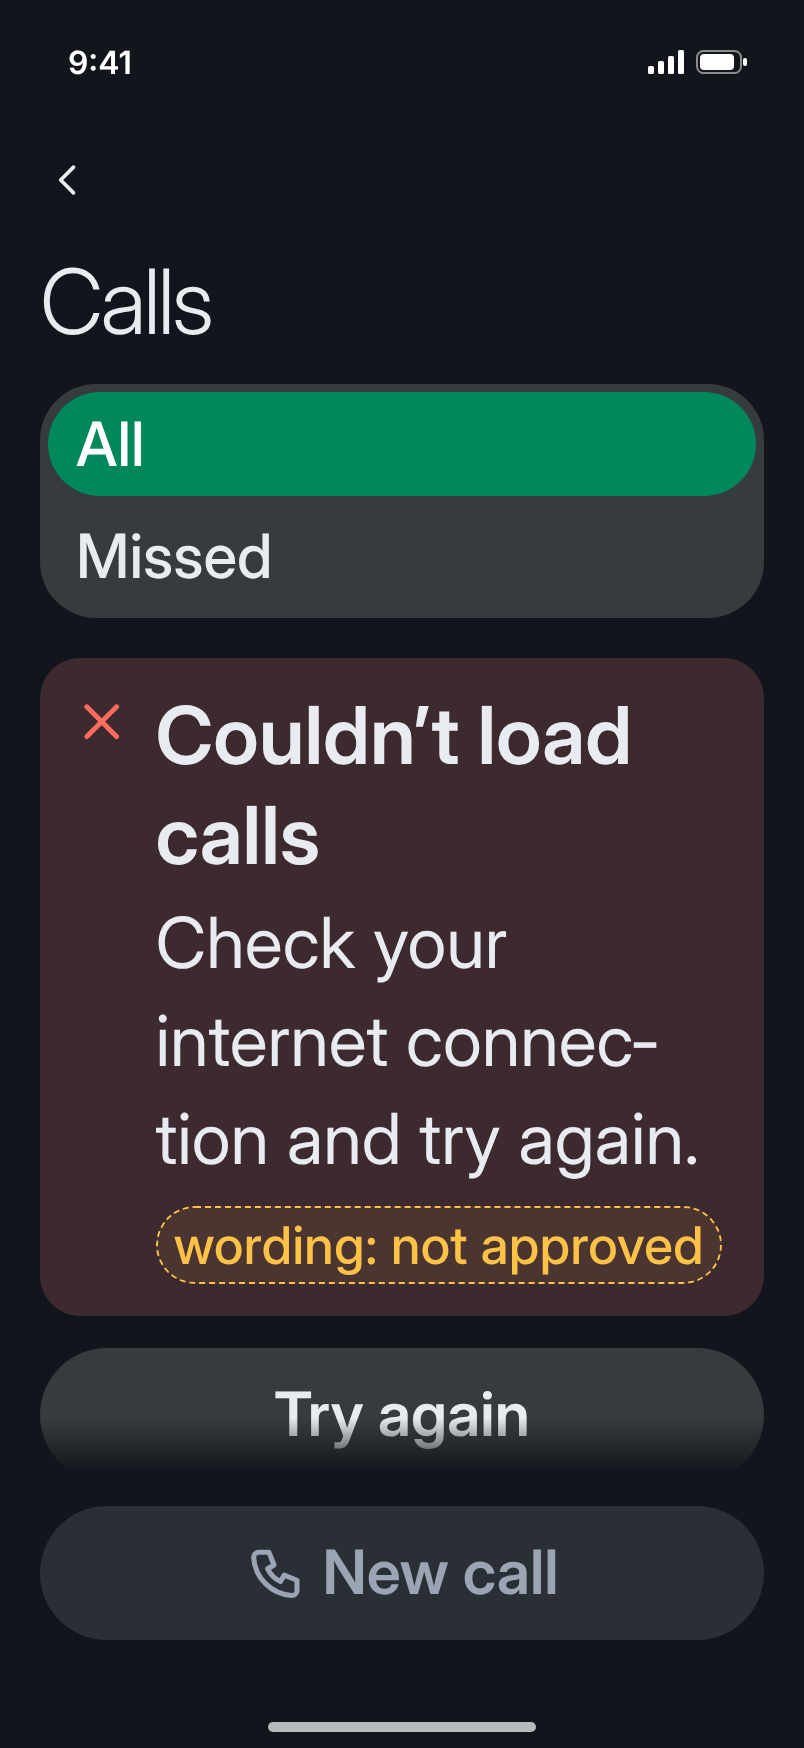 9:41
Calls
All
Missed
Couldn’t load
calls
Check your
internet connec-
tion and try again.
wording: not approved
Try again
New call